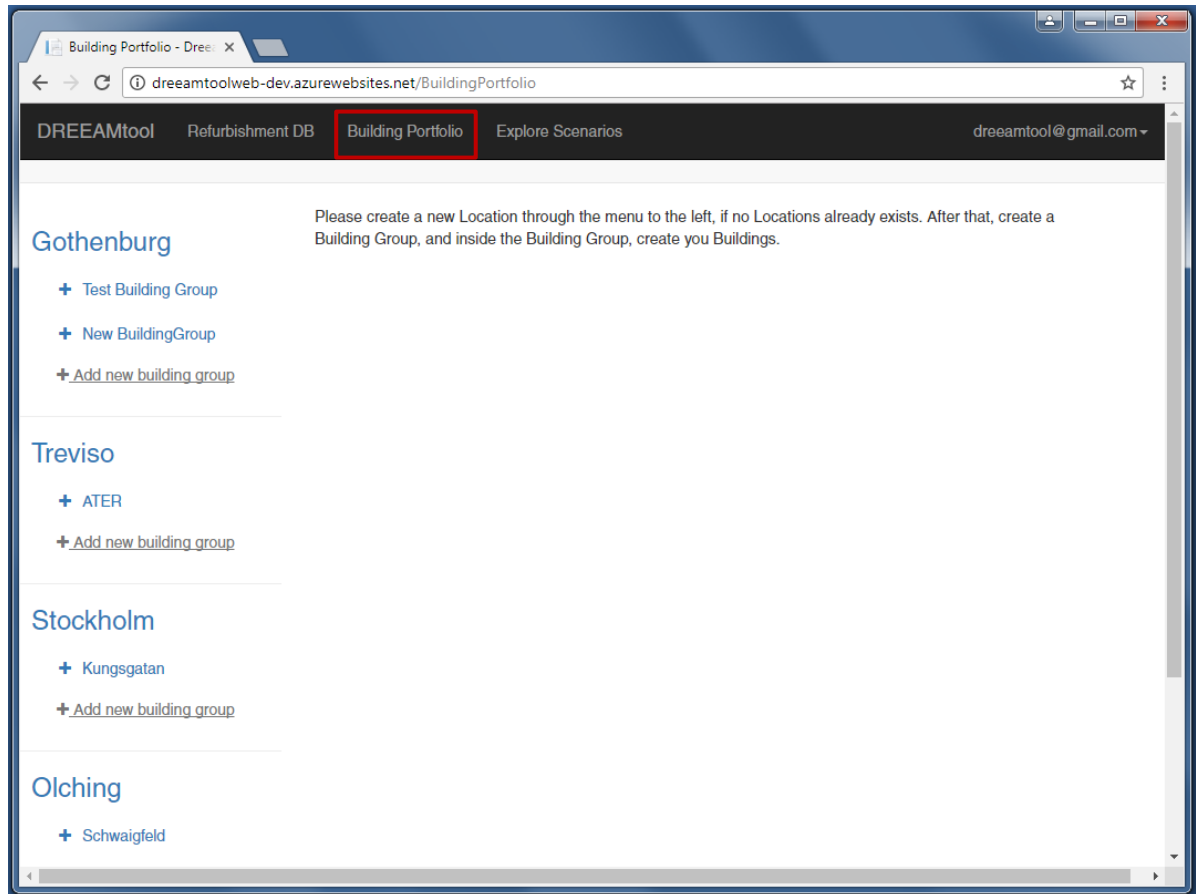 Building Portfolio - Dree
dreeamtoolweb-dev.azurewebsites.net/BuildingPortfolio
DREEAMtool Refurbishment DB Building Portfolio Explore Scenarios dreeamtool@gmail.com
Please create a new Location through the menu to the left, if no Locations already exists. After that, create a
Building Group, and inside the Building Group, create you Buildings.
Gothenburg
+ Test Building Group
+ New BuildingGroup
+ Add new building group
Treviso
+ ATER
+ Add new building group
Stockholm
+ Kungsgatan
+ Add new building group
Olching
+ Schwaigfeld